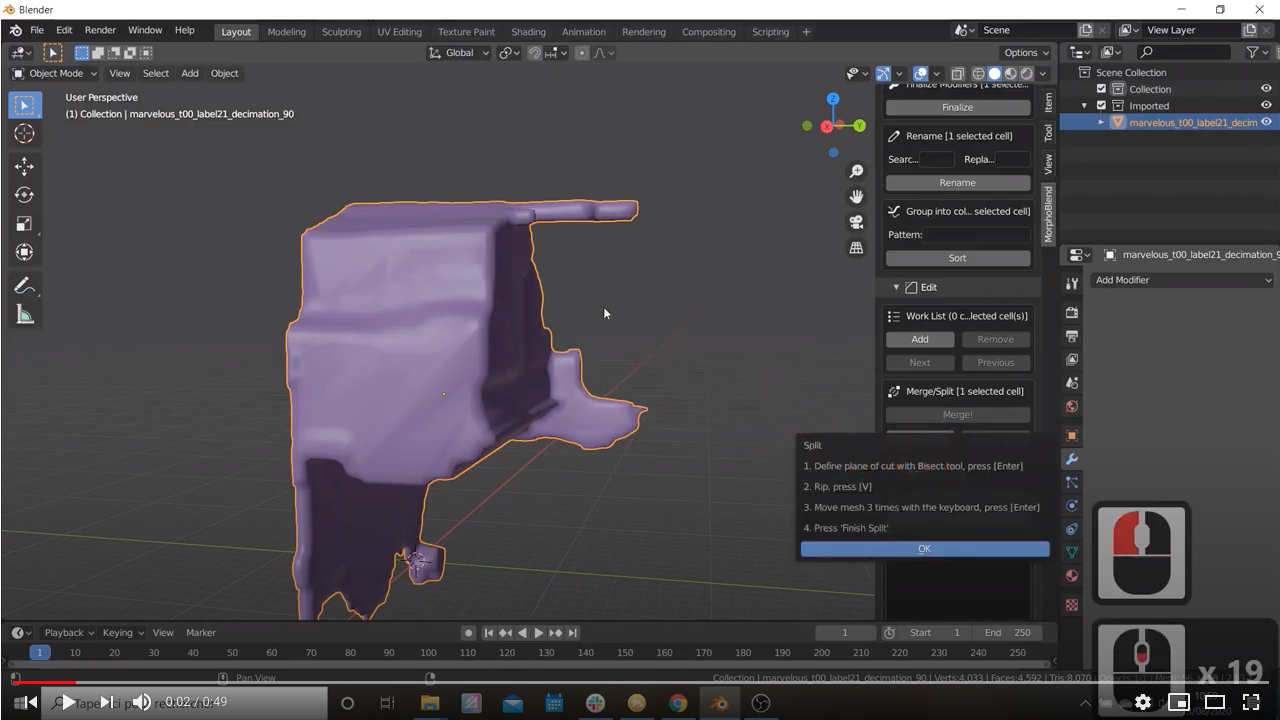 Blender
File Edit Render Window Help
Layout Modeling Sculpting UV Editing Texture Paint Shading Animation Rendering Compositing Scripting +
Scene
View Layer
Global
Options
Object Mode View Select Add Object
User Perspective
(1) Collection | marvelous_t00_label21_decimation_90
Z
X
Y
Finalize Modifiers [1 selecte...
Finalize
Rename [1 selected cell]
Searc...
Repla...
Rename
Group into col... selected cell]
Pattern:
Sort
Edit
Work List (0 c...lected cell(s)]
Add Remove
Next Previous
Merge/Split [1 selected cell]
Merge!
Item
Tool
View
MorphoBlend
Split
1. Define plane of cut with Bisect tool, press [Enter]
2. Rip, press [V]
3. Move mesh 3 times with the keyboard, press [Enter]
4. Press 'Finish Split'
OK
Scene Collection
Collection
Imported
marvelous_t00_label21_decim
marvelous_t00_label21_decimation_9
Add Modifier
Playback Keying View Marker
1
Start 1
End 250
1 10 20 30 40 50 60 70 80 90 100 110 120 130 140 150 160 170 180 190 200 210 220 230 240 250
Pan View
Collection | marvelous_t00_label21_decimation_90 | Verts:4,033 | Faces:4,592 | Tris:8,070
x 19
0:02 / 0:49